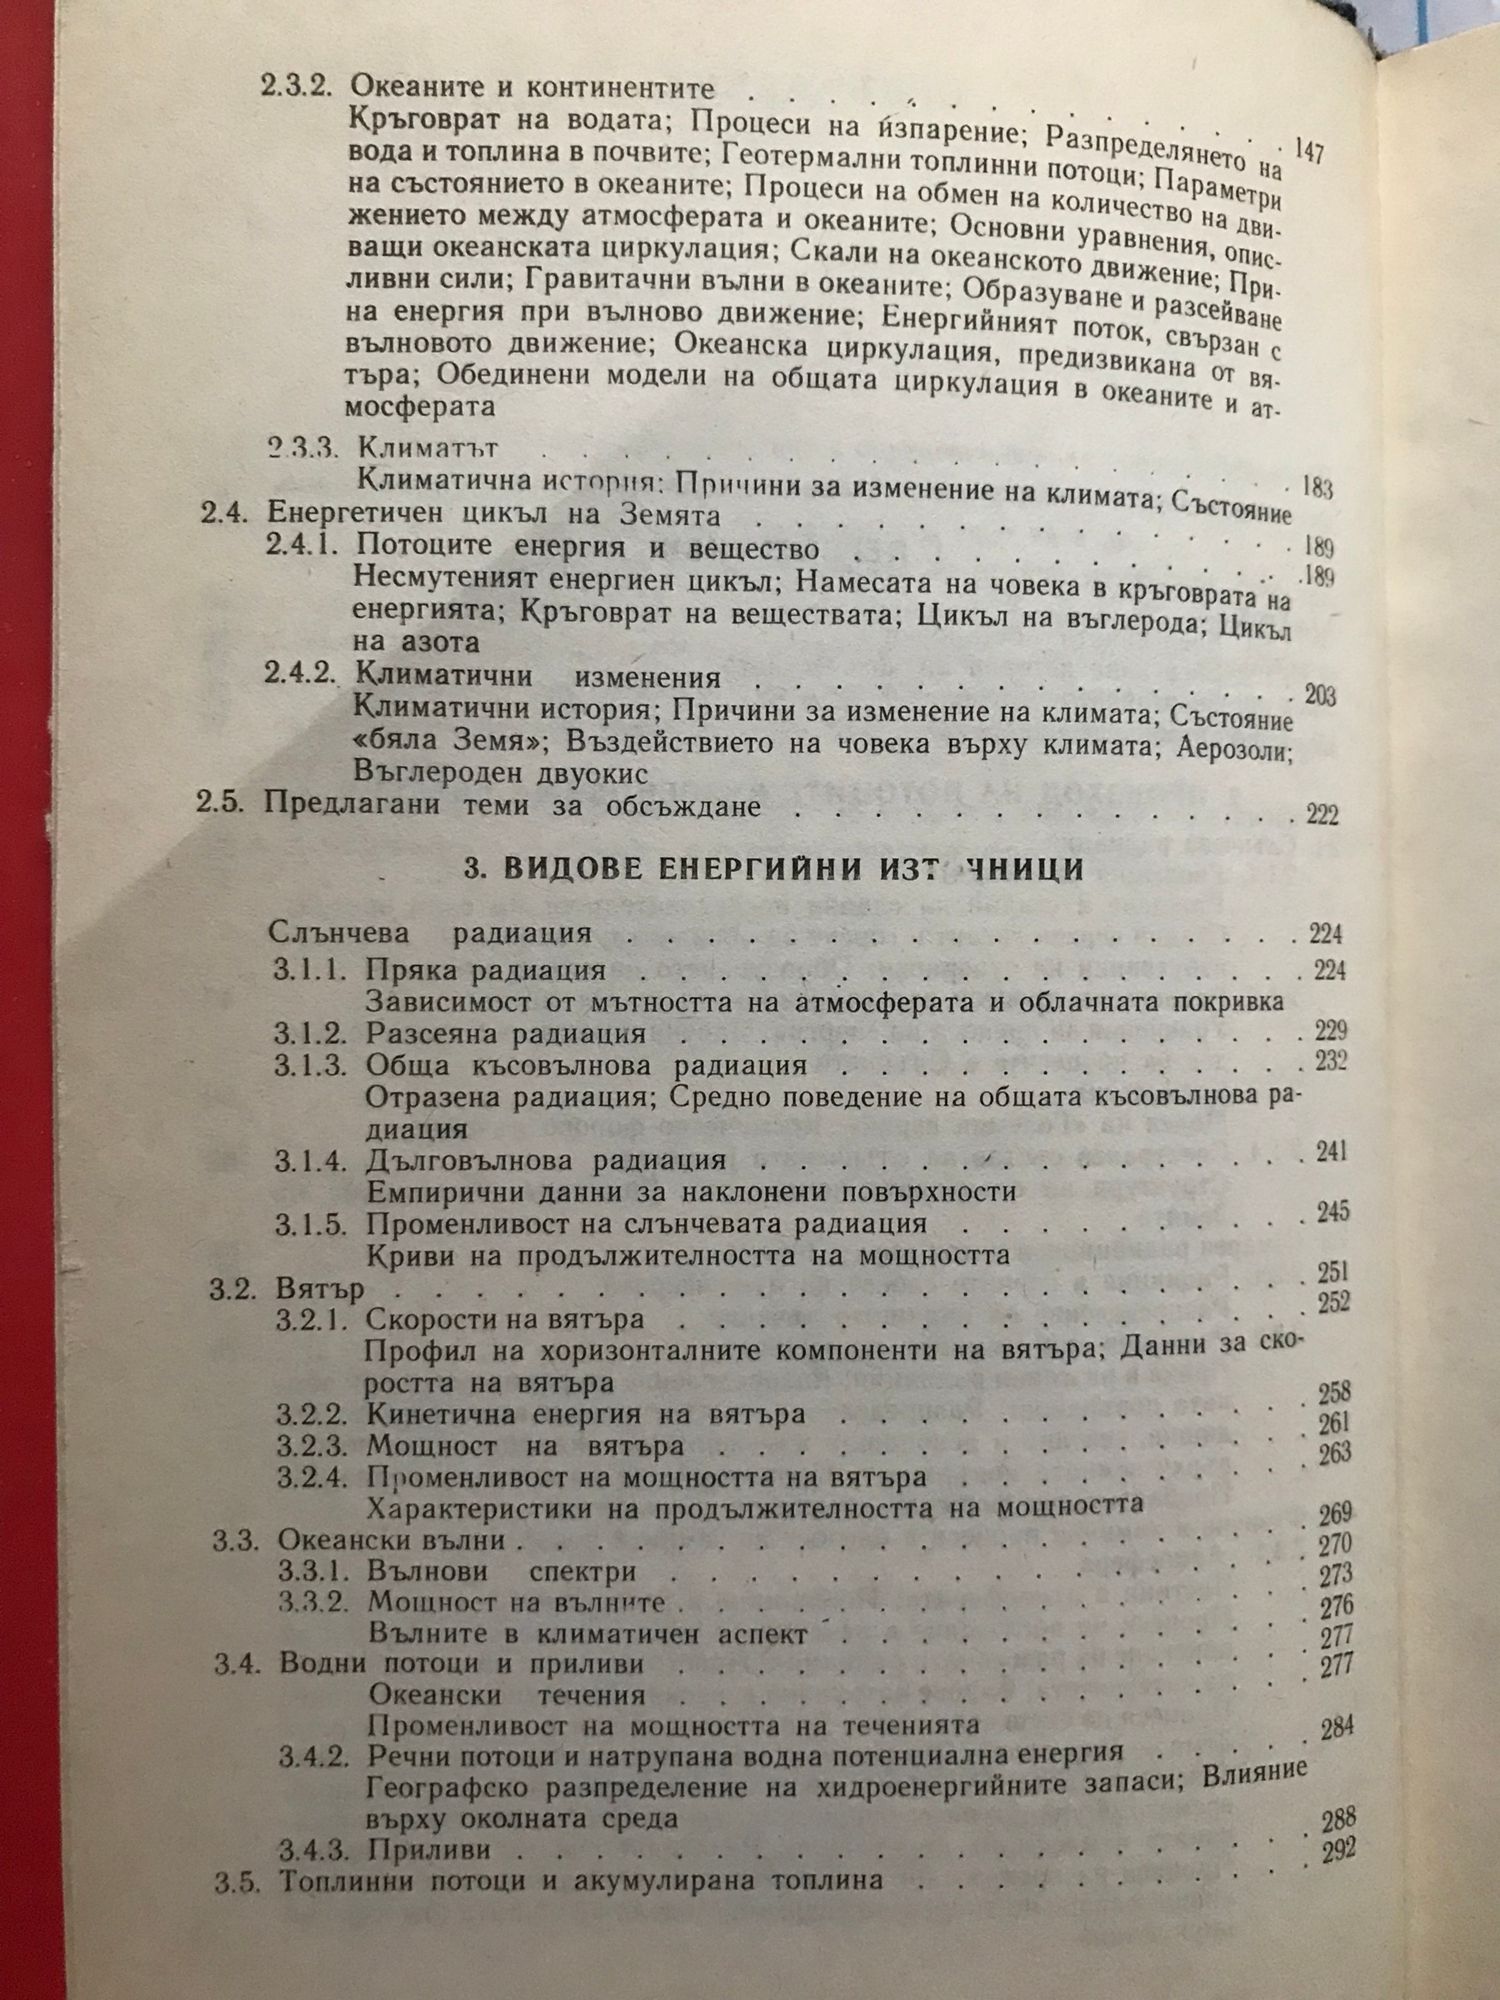 2.3.2. Океаните и континентите . . . . . . . . . . . . . 147
Кръговрат на водата; Процеси на изпарение; Разпределянето на
вода и топлина в почвите; Геотермални топлинни потоци; Параметри
на състоянието в океаните; Процеси на обмен на количество на дви-
жението между атмосферата и океаните; Основни уравнения, опис-
ващи океанската циркулация; Скали на океанското движение; При-
ливни сили; Гравитачни вълни в океаните; Образуване и разсейване
на енергия при вълново движение; Енергийният поток, свързан с
вълновото движение; Океанска циркулация, предизвикана от вя-
търа; Обединени модели на общата циркулация в океаните и ат-
мосферата
2.3.3. Климатът . . . . . . . . . . . . . . . . . . 183
Климатична история: Причини за изменение на климата; Състояние
2.4. Енергетичен цикъл на Земята . . . . . . . . . . . . . . 189
2.4.1. Потоците енергия и вещество . . . . . . . . . . . . 189
Несмутеният енергиен цикъл; Намесата на човека в кръговрата на
енергията; Кръговрат на веществата; Цикъл на въглерода; Цикъл
на азота
2.4.2. Климатични изменения . . . . . . . . . . . . . . 203
Климатични история; Причини за изменение на климата; Състояние
«бяла Земя»; Въздействието на човека върху климата; Аерозоли;
Въглероден двуокис
2.5. Предлагани теми за обсъждане . . . . . . . . . . . . . 222
3. ВИДОВЕ ЕНЕРГИЙНИ ИЗТ ЧНИЦИ
Слънчева радиация . . . . . . . . . . . . . . . . . 224
3.1.1. Пряка радиация . . . . . . . . . . . . . . . . . 224
Зависимост от мътността на атмосферата и облачната покривка
3.1.2. Разсеяна радиация . . . . . . . . . . . . . . . . 229
3.1.3. Обща късовълнова радиация . . . . . . . . . . . . 232
Отразена радиация; Средно поведение на общата късовълнова ра-
диация
3.1.4. Дълговълнова радиация . . . . . . . . . . . . . . 241
Емпирични данни за наклонени повърхности
3.1.5. Променливост на слънчевата радиация . . . . . . . . . 245
Криви на продължителността на мощността
3.2. Вятър . . . . . . . . . . . . . . . . . . . . . . . 251
3.2.1. Скорости на вятъра . . . . . . . . . . . . . . . . 252
Профил на хоризонталните компоненти на вятъра; Данни за ско-
ростта на вятъра
3.2.2. Кинетична енергия на вятъра . . . . . . . . . . . . 258
3.2.3. Мощност на вятъра . . . . . . . . . . . . . . . 261
3.2.4. Променливост на мощността на вятъра . . . . . . . . . 263
Характеристики на продължителността на мощността
3.3. Океански вълни . . . . . . . . . . . . . . . . . . . . 269
3.3.1. Вълнови спектри . . . . . . . . . . . . . . . . 270
3.3.2. Мощност на вълните . . . . . . . . . . . . . . . . 273
Вълните в климатичен аспект . . . . . . . . . . . . 276
3.4. Водни потоци и приливи . . . . . . . . . . . . . . . . 277
Океански течения . . . . . . . . . . . . . . . . 277
Променливост на мощността на теченията
3.4.2. Речни потоци и натрупана водна потенциална енергия . . . . 284
Географско разпределение на хидроенергийните запаси; Влияние
върху околната среда
3.4.3. Приливи . . . . . . . . . . . . . . . . . . . . 288
3.5. Топлинни потоци и акумулирана топлина . . . . . . . . . . 292